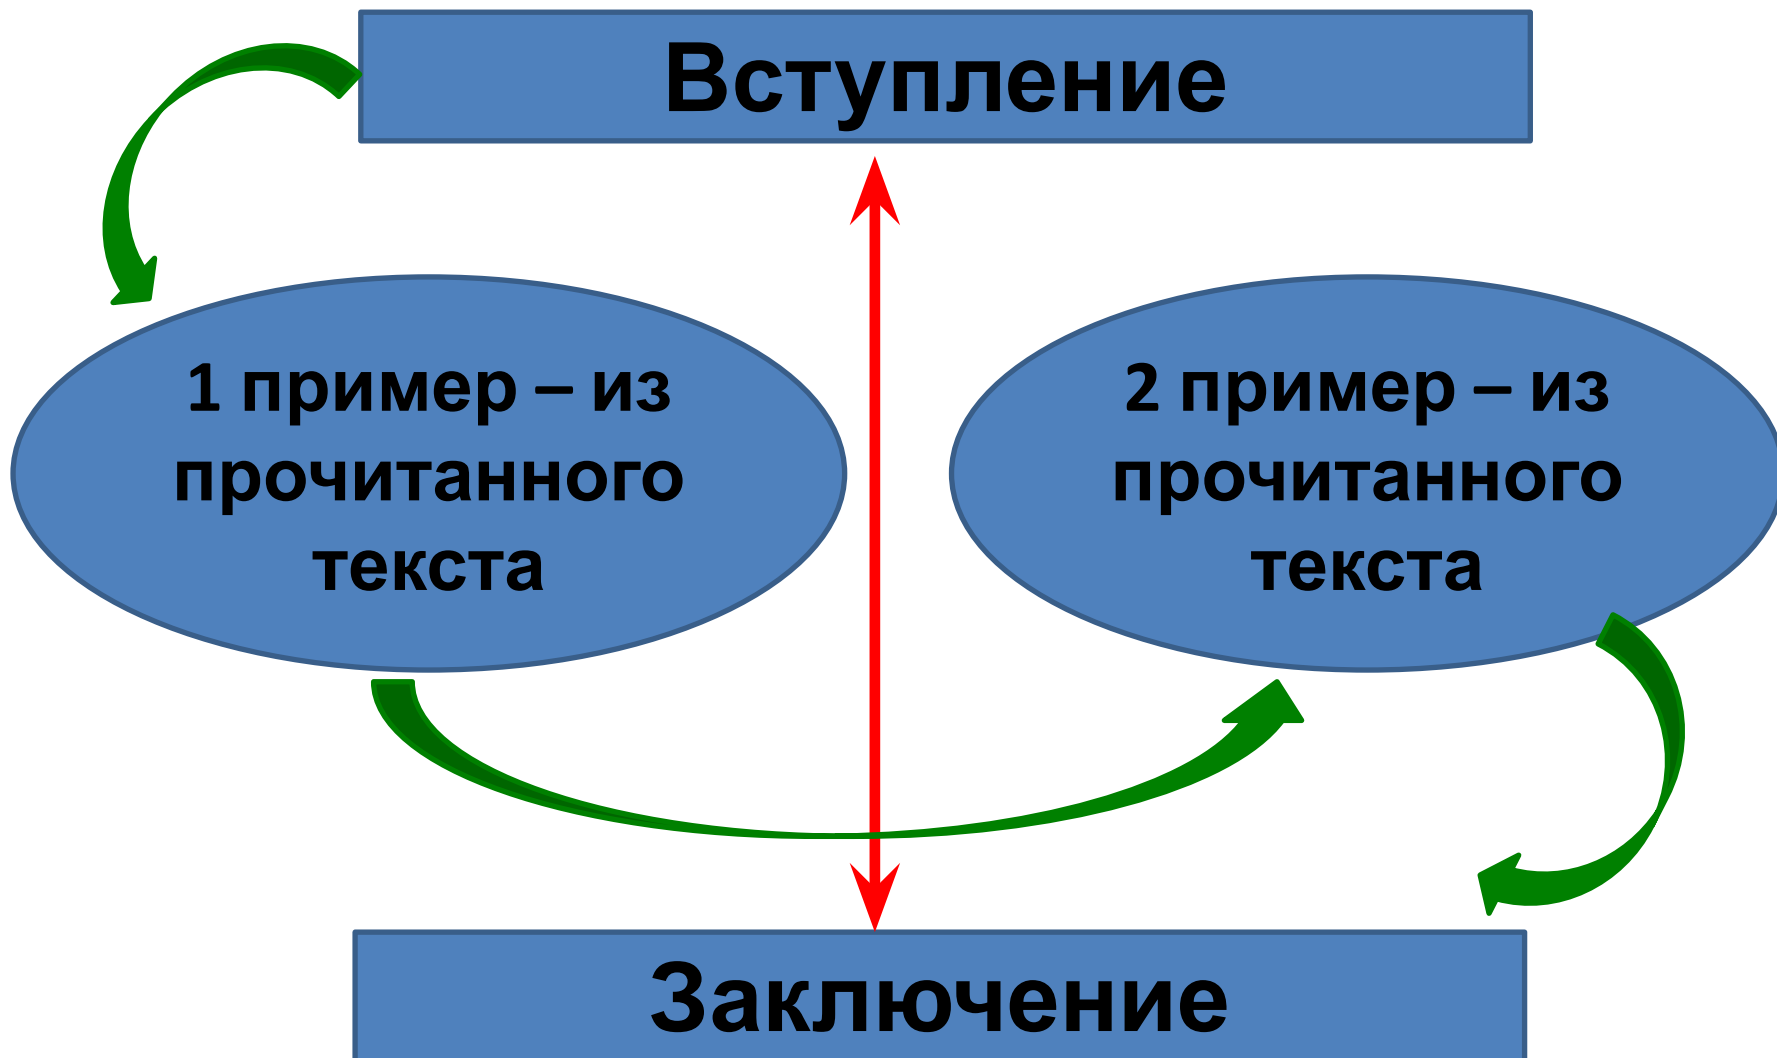 Вступление
1 пример – из
прочитанного
текста
2 пример – из
прочитанного
текста
Заключение